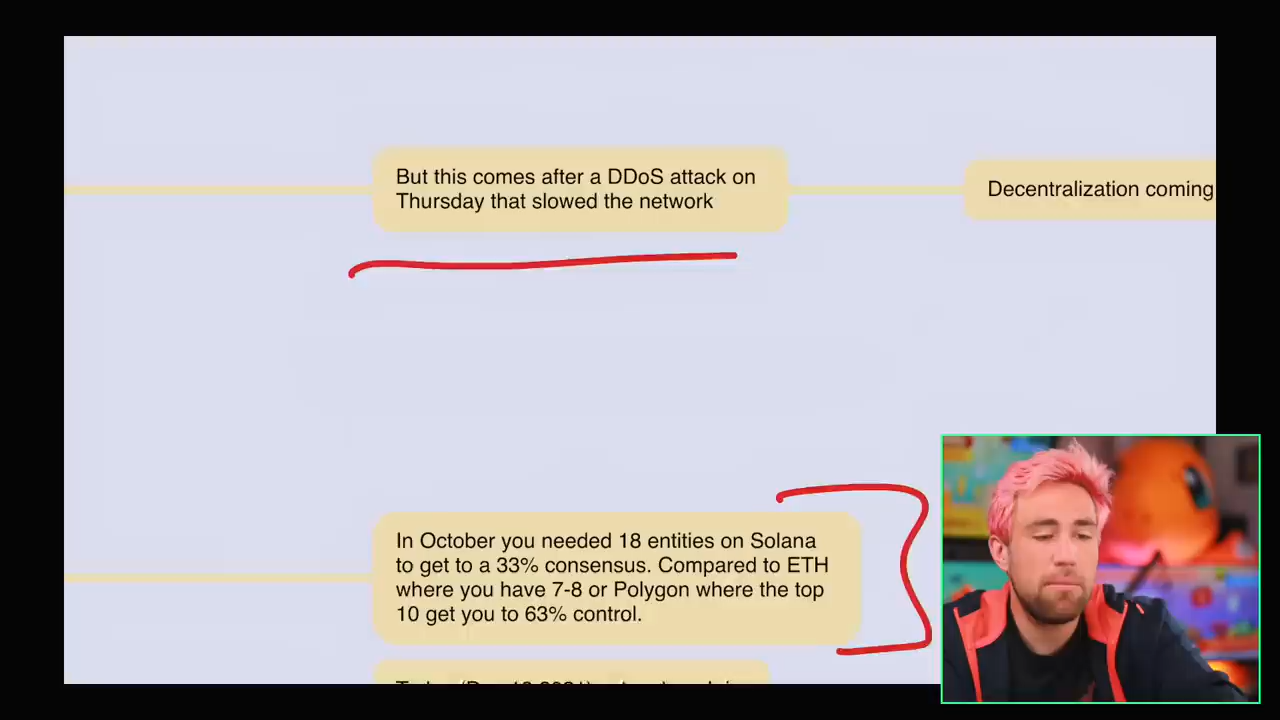 But this comes after a DDoS attack on
Thursday that slowed the network
Decentralization coming
In October you needed 18 entities on Solana
to get to a 33% consensus. Compared to ETH
where you have 7-8 or Polygon where the top
10 get you to 63% control.